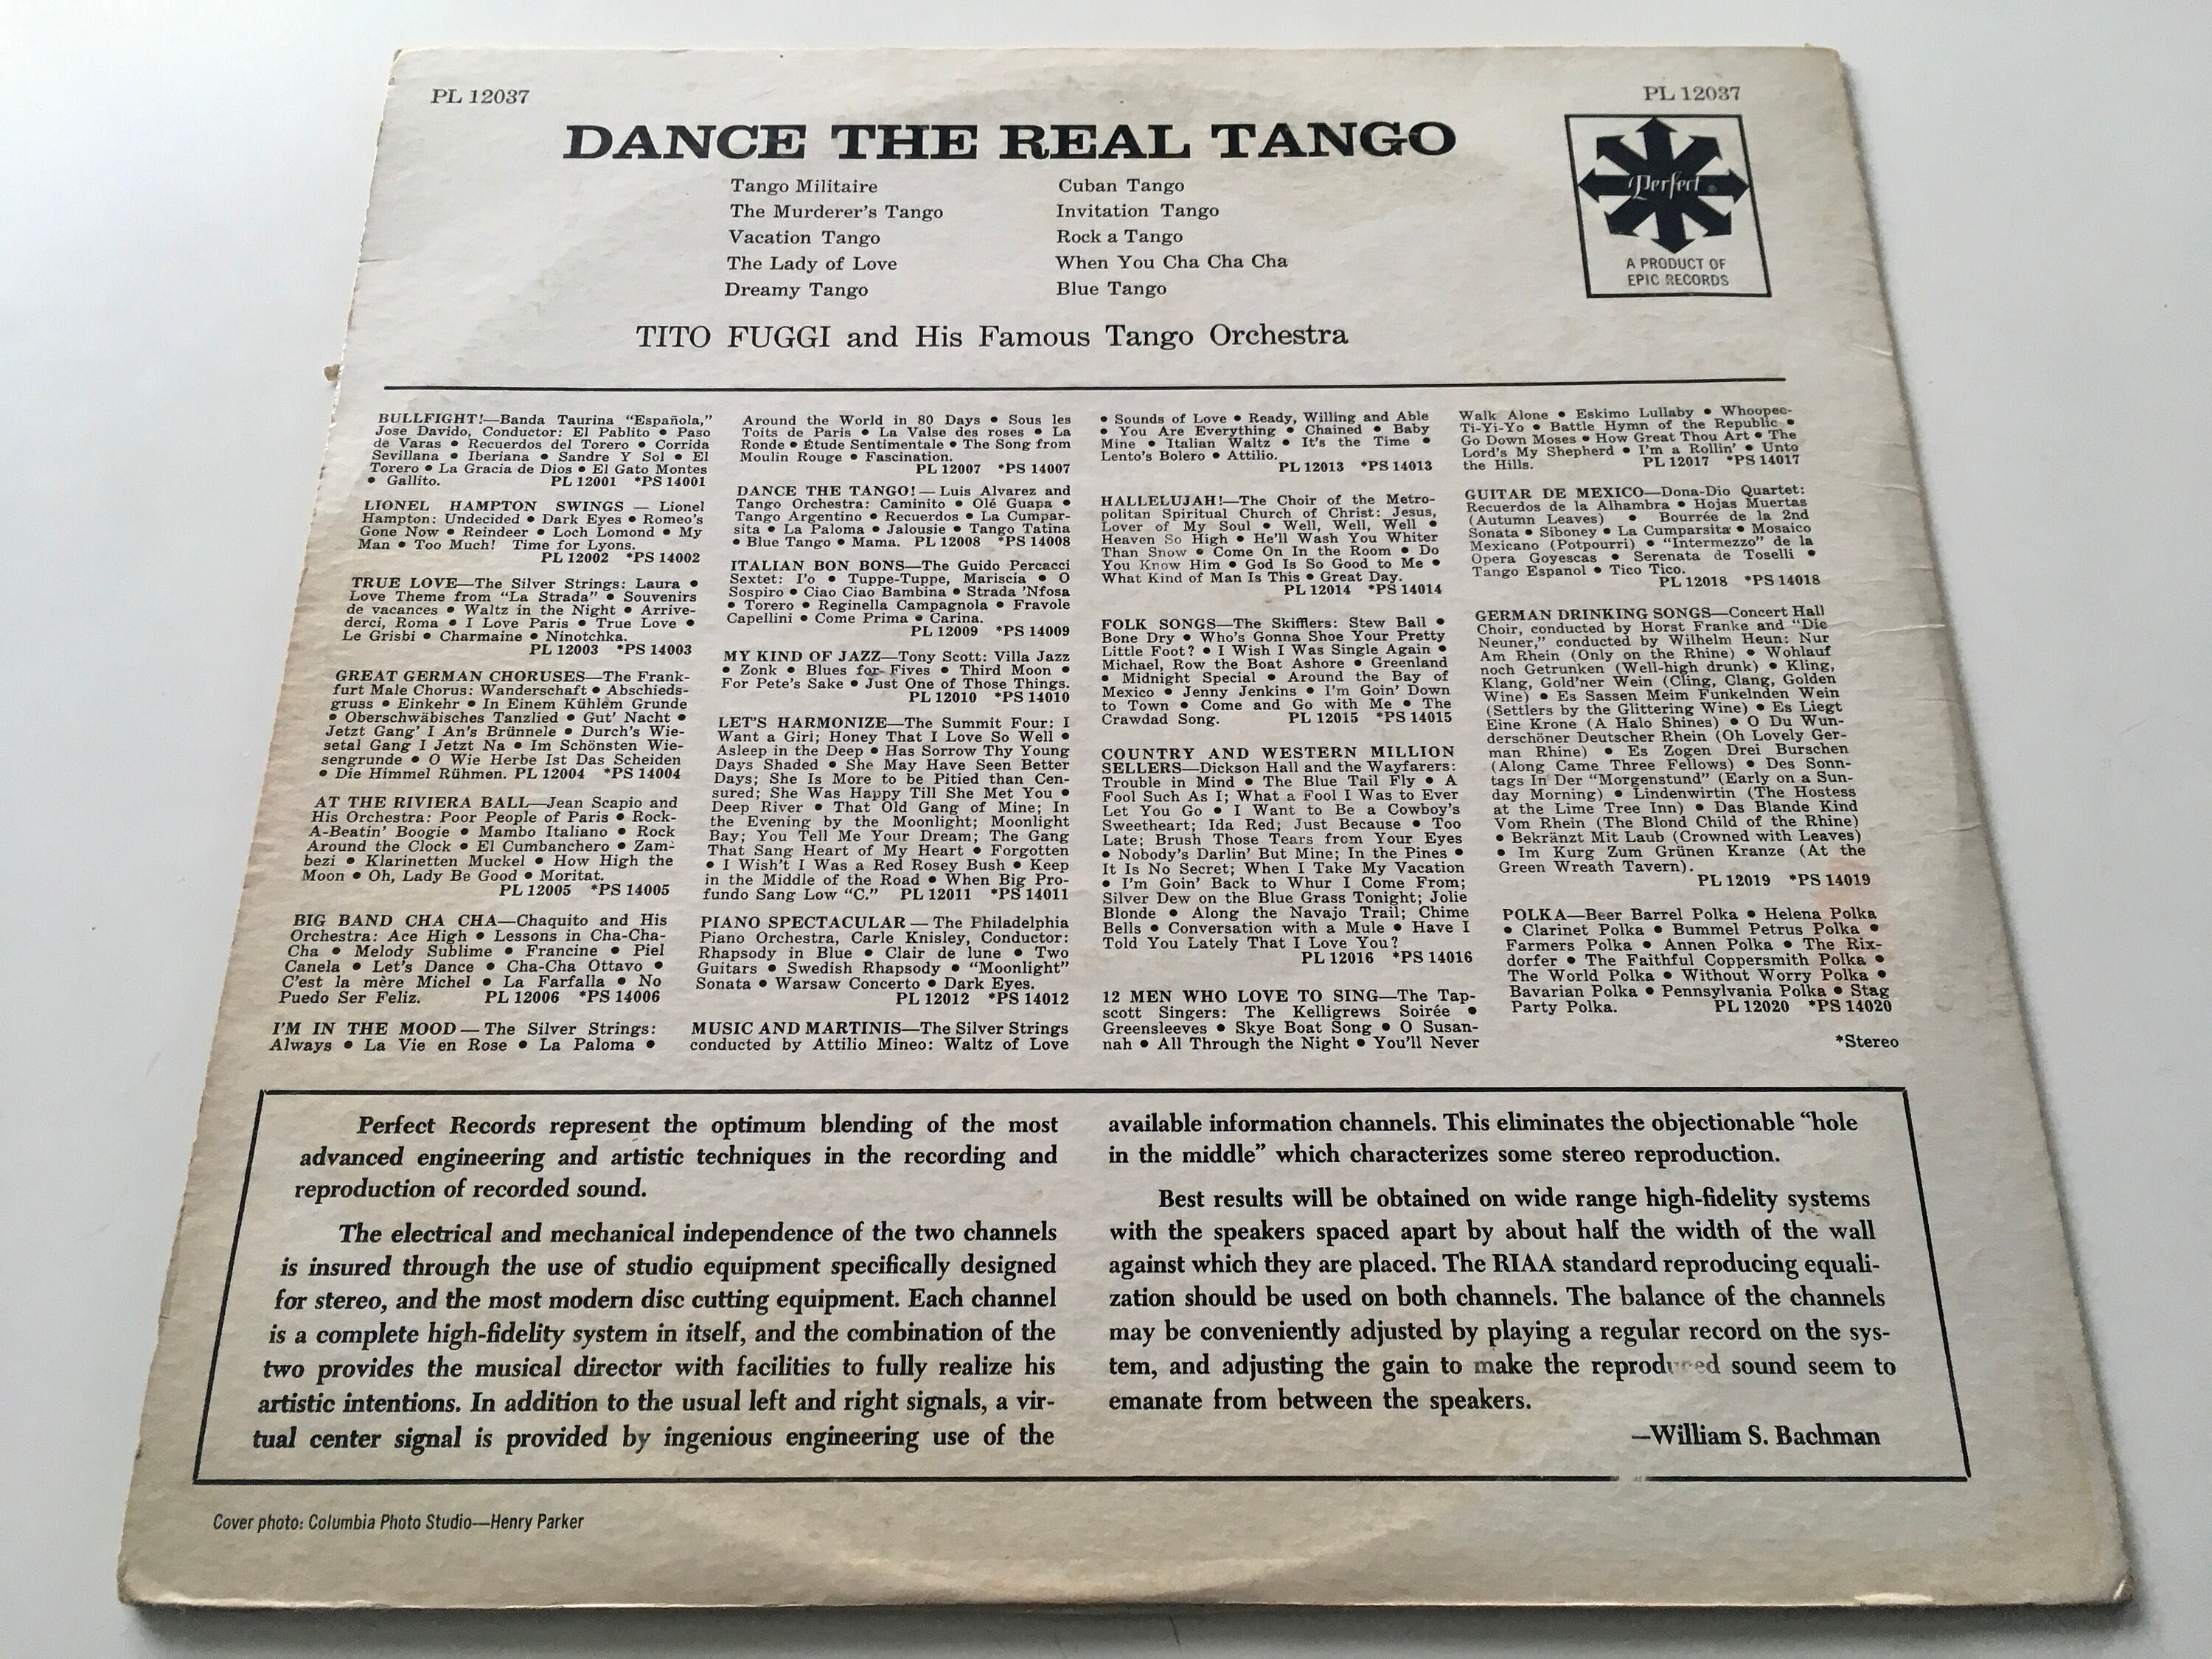 PL 12037
PL 12037
DANCE THE REAL TANGO
Tango Militaire
The Murderer's Tango
Vacation Tango
The Lady of Love
Dreamy Tango
Cuban Tango
Invitation Tango
Rock a Tango
When You Cha Cha Cha
Blue Tango
Perfect ®
A PRODUCT OF
EPIC RECORDS
TITO FUGGI and His Famous Tango Orchestra
BULLFIGHT!—Banda Taurina “Española,”
Jose Davido, Conductor: El Pablito • Paso
de Varas • Recuerdos del Torero • Corrida
Sevillana • Iberiana • Sandre Y Sol • El
Torero • La Gracia de Dios • El Gato Montes
• Gallito. PL 12001 *PS 14001
LIONEL HAMPTON SWINGS — Lionel
Hampton: Undecided • Dark Eyes • Romeo's
Gone Now • Reindeer • Loch Lomond • My
Man • Too Much! Time for Lyons.
PL 12002 *PS 14002
TRUE LOVE—The Silver Strings: Laura •
Love Theme from “La Strada” • Souvenirs
de vacances • Waltz in the Night • Arrive-
derci, Roma • I Love Paris • True Love •
Le Grisbi • Charmaine • Ninotchka.
PL 12003 *PS 14003
GREAT GERMAN CHORUSES—The Frank-
furt Male Chorus: Wanderschaft • Abschieds-
gruss • Einkehr • In Einem Kühlem Grunde
• Oberschwäbisches Tanzlied • Gut' Nacht •
Jetzt Gang' I An's Brünnele • Durch's Wie-
setal Gang I Jetzt Na • Im Schönsten Wie-
sengrunde • O Wie Herbe Ist Das Scheiden
• Die Himmel Rühmen. PL 12004 *PS 14004
AT THE RIVIERA BALL—Jean Scapio and
His Orchestra: Poor People of Paris • Rock-
A-Beatin' Boogie • Mambo Italiano • Rock
Around the Clock • El Cumbanchero • Zam-
bezi • Klarinetten Muckel • How High the
Moon • Oh, Lady Be Good • Moritat.
PL 12005 *PS 14005
BIG BAND CHA CHA—Chaquito and His
Orchestra: Ace High • Lessons in Cha-Cha-
Cha • Melody Sublime • Francine • Piel
Canela • Let's Dance • Cha-Cha Ottavo •
C'est la mère Michel • La Farfalla • No
Puedo Ser Feliz. PL 12006 *PS 14006
I'M IN THE MOOD — The Silver Strings:
Always • La Vie en Rose • La Paloma •
Around the World in 80 Days • Sous les
Toits de Paris • La Valse des roses • La
Ronde • Étude Sentimentale • The Song from
Moulin Rouge • Fascination.
PL 12007 *PS 14007
DANCE THE TANGO! — Luis Alvarez and
Tango Orchestra: Caminito • Olé Guapa •
Tango Argentino • Recuerdos • La Cumpar-
sita • La Paloma • Jalousie • Tango Tatina
• Blue Tango • Mama. PL 12008 *PS 14008
ITALIAN BON BONS—The Guido Percacci
Sextet: I'o • Tuppe-Tuppe, Mariscia • O
Sospiro • Ciao Ciao Bambina • Strada 'Nfosa
• Torero • Reginella Campagnola • Fravole
Capellini • Come Prima • Carina.
PL 12009 *PS 14009
MY KIND OF JAZZ—Tony Scott: Villa Jazz
• Zonk • Blues for Fives • Third Moon •
For Pete's Sake • Just One of Those Things.
PL 12010 *PS 14010
LET'S HARMONIZE—The Summit Four: I
Want a Girl; Honey That I Love So Well •
Asleep in the Deep • Has Sorrow Thy Young
Days Shaded • She May Have Seen Better
Days; She Is More to be Pitied than Cen-
sured; She Was Happy Till She Met You •
Deep River • That Old Gang of Mine; In
the Evening by the Moonlight; Moonlight
Bay; You Tell Me Your Dream; The Gang
That Sang Heart of My Heart • Forgotten
• I Wish't I Was a Red Rosey Bush • Keep
in the Middle of the Road • When Big Pro-
fundo Sang Low “C.” PL 12011 *PS 14011
PIANO SPECTACULAR — The Philadelphia
Piano Orchestra, Carle Knisley, Conductor:
Rhapsody in Blue • Clair de lune • Two
Guitars • Swedish Rhapsody • “Moonlight”
Sonata • Warsaw Concerto • Dark Eyes.
PL 12012 *PS 14012
MUSIC AND MARTINIS—The Silver Strings
conducted by Attilio Mineo: Waltz of Love
• Sounds of Love • Ready, Willing and Able
• You Are Everything • Chained • Baby
Mine • Italian Waltz • It's the Time •
Lento's Bolero • Attilio.
PL 12013 *PS 14013
HALLELUJAH!—The Choir of the Metro-
politan Spiritual Church of Christ: Jesus,
Lover of My Soul • Well, Well, Well •
Heaven So High • He'll Wash You Whiter
Than Snow • Come On In the Room • Do
You Know Him • God Is So Good to Me •
What Kind of Man Is This • Great Day.
PL 12014 *PS 14014
FOLK SONGS—The Skifflers: Stew Ball •
Bone Dry • Who's Gonna Shoe Your Pretty
Little Foot? • I Wish I Was Single Again •
Michael, Row the Boat Ashore • Greenland
• Midnight Special • Around the Bay of
Mexico • Jenny Jenkins • I'm Goin' Down
to Town • Come and Go with Me • The
Crawdad Song. PL 12015 *PS 14015
COUNTRY AND WESTERN MILLION
SELLERS—Dickson Hall and the Wayfarers:
Trouble in Mind • The Blue Tail Fly • A
Fool Such As I; What a Fool I Was to Ever
Let You Go • I Want to Be a Cowboy's
Sweetheart; Ida Red; Just Because • Too
Late; Brush Those Tears from Your Eyes
• Nobody's Darlin' But Mine; In the Pines •
It Is No Secret; When I Take My Vacation
• I'm Goin' Back to Whur I Come From;
Silver Dew on the Blue Grass Tonight; Jolie
Blonde • Along the Navajo Trail; Chime
Bells • Conversation with a Mule • Have I
Told You Lately That I Love You?
PL 12016 *PS 14016
12 MEN WHO LOVE TO SING—The Tap-
scott Singers: The Kelligrews Soirée •
Greensleeves • Skye Boat Song • O Susan-
nah • All Through the Night • You'll Never
Walk Alone • Eskimo Lullaby • Whoopee-
Ti-Yi-Yo • Battle Hymn of the Republic •
Go Down Moses • How Great Thou Art • The
Lord's My Shepherd • I'm a Rollin' • Unto
the Hills. PL 12017 *PS 14017
GUITAR DE MEXICO—Dona-Dio Quartet:
Recuerdos de la Alhambra • Hojas Muertas
(Autumn Leaves) • Bourrée de la 2nd
Sonata • Siboney • La Cumparsita • Mosaico
Mexicano (Potpourri) • “Intermezzo” de la
Opera Goyescas • Serenata de Toselli •
Tango Espanol • Tico Tico.
PL 12018 *PS 14018
GERMAN DRINKING SONGS—Concert Hall
Choir, conducted by Horst Franke and “Die
Neuner,” conducted by Wilhelm Heun: Nur
Am Rhein (Only on the Rhine) • Wohlauf
noch Getrunken (Well-high drunk) • Kling,
Klang, Gold'ner Wein (Cling, Clang, Golden
Wine) • Es Sassen Meim Funkelnden Wein
(Settlers by the Glittering Wine) • Es Liegt
Eine Krone (A Halo Shines) • O Du Wun-
derschöner Deutscher Rhein (Oh Lovely Ger-
man Rhine) • Es Zogen Drei Burschen
(Along Came Three Fellows) • Des Sonn-
tags In Der “Morgenstund” (Early on a Sun-
day Morning) • Lindenwirtin (The Hostess
at the Lime Tree Inn) • Das Blande Kind
Vom Rhein (The Blond Child of the Rhine)
• Bekränzt Mit Laub (Crowned with Leaves)
• Im Kurg Zum Grünen Kranze (At the
Green Wreath Tavern).
PL 12019 *PS 14019
POLKA—Beer Barrel Polka • Helena Polka
• Clarinet Polka • Bummel Petrus Polka •
Farmers Polka • Annen Polka • The Rix-
dorfer • The Faithful Coppersmith Polka •
The World Polka • Without Worry Polka •
Bavarian Polka • Pennsylvania Polka • Stag
Party Polka. PL 12020 *PS 14020
*Stereo
Perfect Records represent the optimum blending of the most
advanced engineering and artistic techniques in the recording and
reproduction of recorded sound.
The electrical and mechanical independence of the two channels
is insured through the use of studio equipment specifically designed
for stereo, and the most modern disc cutting equipment. Each channel
is a complete high-fidelity system in itself, and the combination of the
two provides the musical director with facilities to fully realize his
artistic intentions. In addition to the usual left and right signals, a vir-
tual center signal is provided by ingenious engineering use of the
available information channels. This eliminates the objectionable “hole
in the middle” which characterizes some stereo reproduction.
Best results will be obtained on wide range high-fidelity systems
with the speakers spaced apart by about half the width of the wall
against which they are placed. The RIAA standard reproducing equali-
zation should be used on both channels. The balance of the channels
may be conveniently adjusted by playing a regular record on the sys-
tem, and adjusting the gain to make the reproduced sound seem to
emanate from between the speakers.
—William S. Bachman
Cover photo: Columbia Photo Studio—Henry Parker